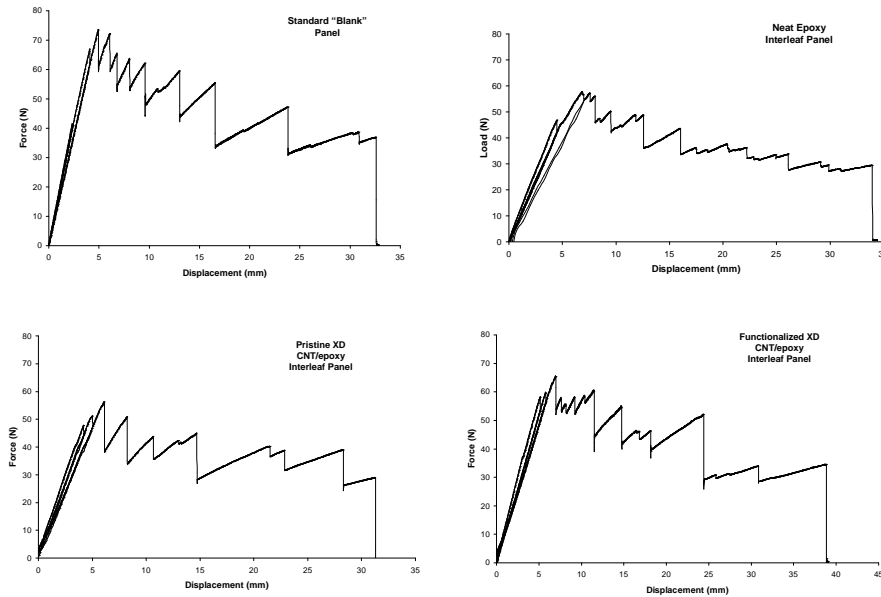 Standard “Blank”
Panel
80
70
60
50
40
30
20
10
0
Force (N)
0 5 10 15 20 25 30 35
Displacement (mm)
Neat Epoxy
Interleaf Panel
80
70
60
50
40
30
20
10
0
Load (N)
0 5 10 15 20 25 30 35
Displacement (mm)
Pristine XD
CNT/epoxy
Interleaf Panel
80
70
60
50
40
30
20
10
0
Force (N)
0 5 10 15 20 25 30 35
Displacement (mm)
Functionalized XD
CNT/epoxy
Interleaf Panel
80
70
60
50
40
30
20
10
0
Force (N)
0 5 10 15 20 25 30 35 40 45
Displacement (mm)